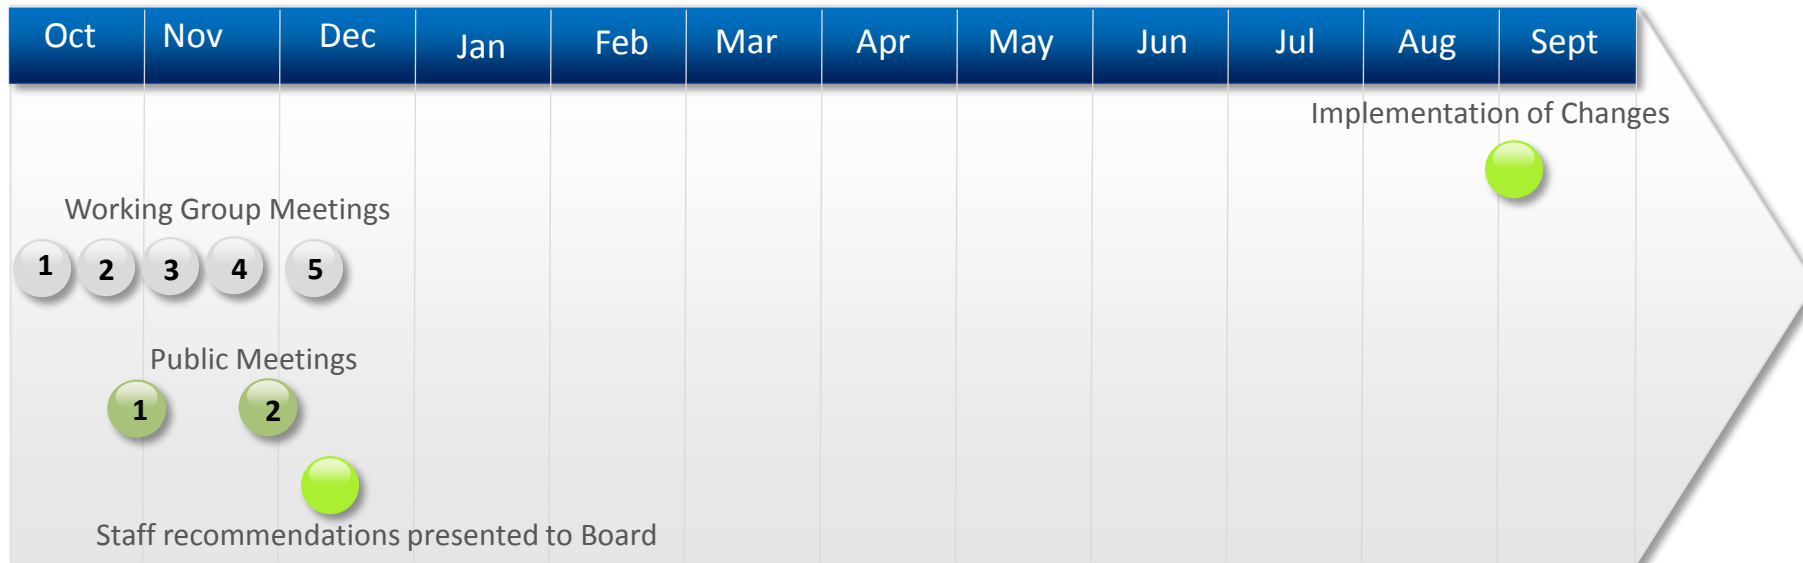 Oct Nov Dec Jan Feb Mar Apr May Jun Jul Aug Sept
Implementation of Changes
Working Group Meetings
1 2 3 4 5
Public Meetings
1 2
Staff recommendations presented to Board